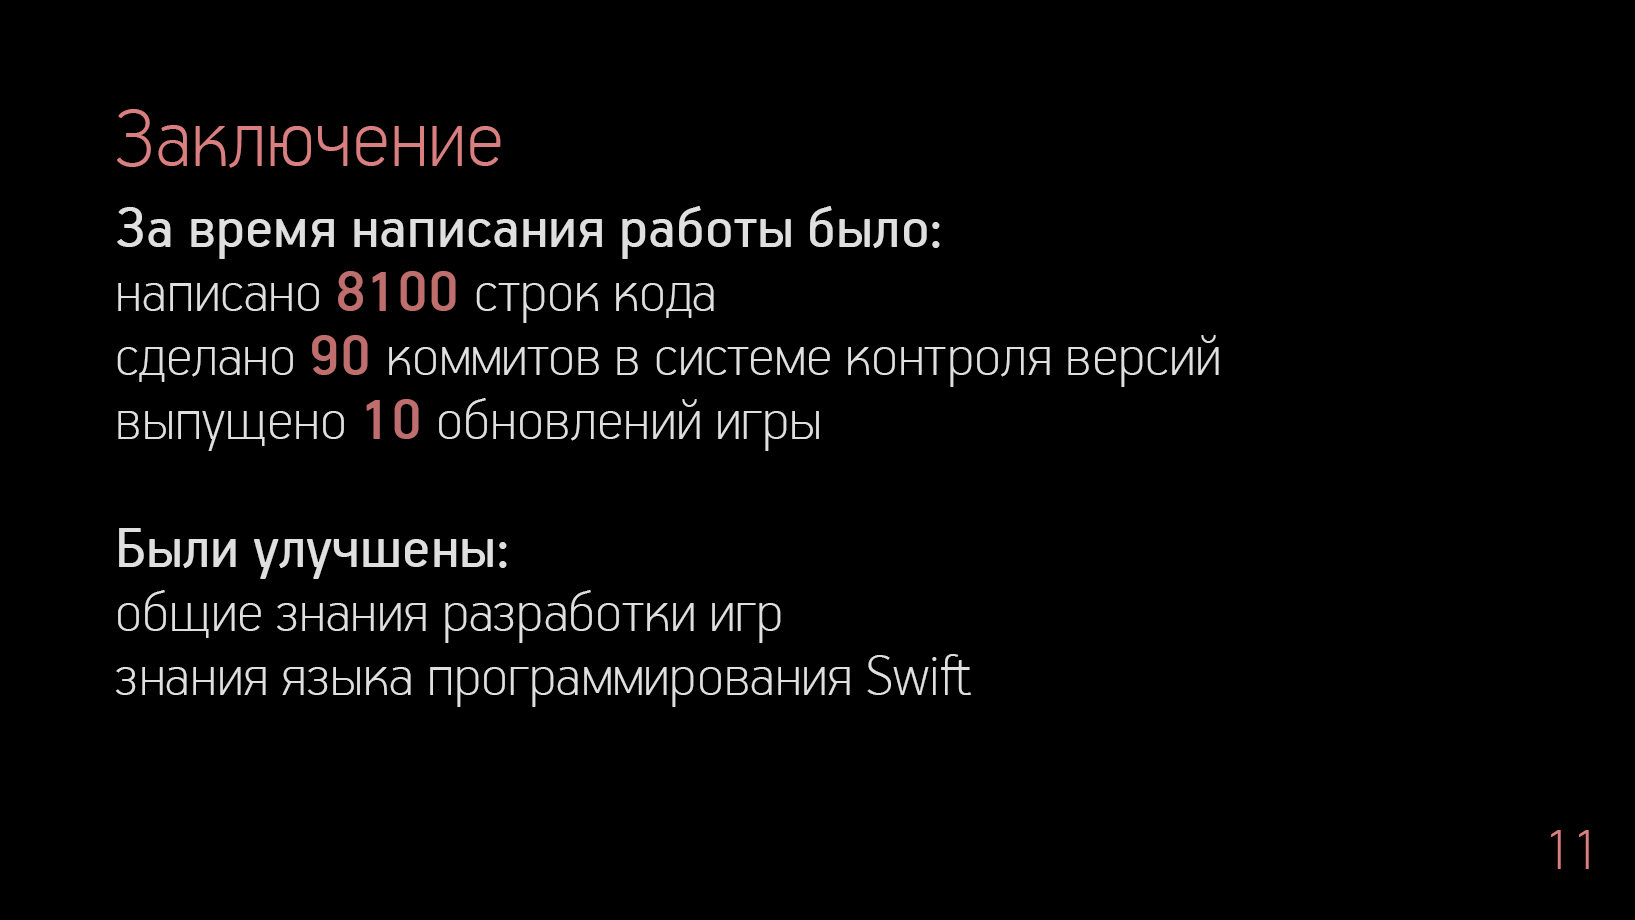 Заключение
За время написания работы было:
написано 8100 строк кода
сделано 90 коммитов в системе контроля версий
выпущено 10 обновлений игры
Были улучшены:
общие знания разработки игр
знания языка программирования Swift
11